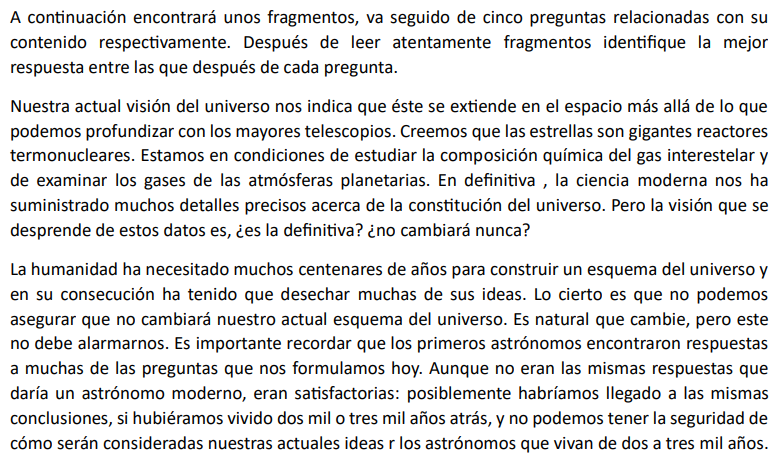 A continuación encontrará unos fragmentos, va seguido de cinco preguntas relacionadas con su
contenido respectivamente. Después de leer atentamente fragmentos identifique la mejor
respuesta entre las que después de cada pregunta.
Nuestra actual visión del universo nos indica que éste se extiende en el espacio más allá de lo que
podemos profundizar con los mayores telescopios. Creemos que las estrellas son gigantes reactores
termonucleares. Estamos en condiciones de estudiar la composición química del gas interestelar y
de examinar los gases de las atmósferas planetarias. En definitiva , la ciencia moderna nos ha
suministrado muchos detalles precisos acerca de la constitución del universo. Pero la visión que se
desprende de estos datos es, ¿es la definitiva? ¿no cambiará nunca?
La humanidad ha necesitado muchos centenares de años para construir un esquema del universo y
en su consecución ha tenido que desechar muchas de sus ideas. Lo cierto es que no podemos
asegurar que no cambiará nuestro actual esquema del universo. Es natural que cambie, pero este
no debe alarmarnos. Es importante recordar que los primeros astrónomos encontraron respuestas
a muchas de las preguntas que nos formulamos hoy. Aunque no eran las mismas respuestas que
daría un astrónomo moderno, eran satisfactorias: posiblemente habríamos llegado a las mismas
conclusiones, si hubiéramos vivido dos mil o tres mil años atrás, y no podemos tener la seguridad de
cómo serán consideradas nuestras actuales ideas r los astrónomos que vivan de dos a tres mil años.